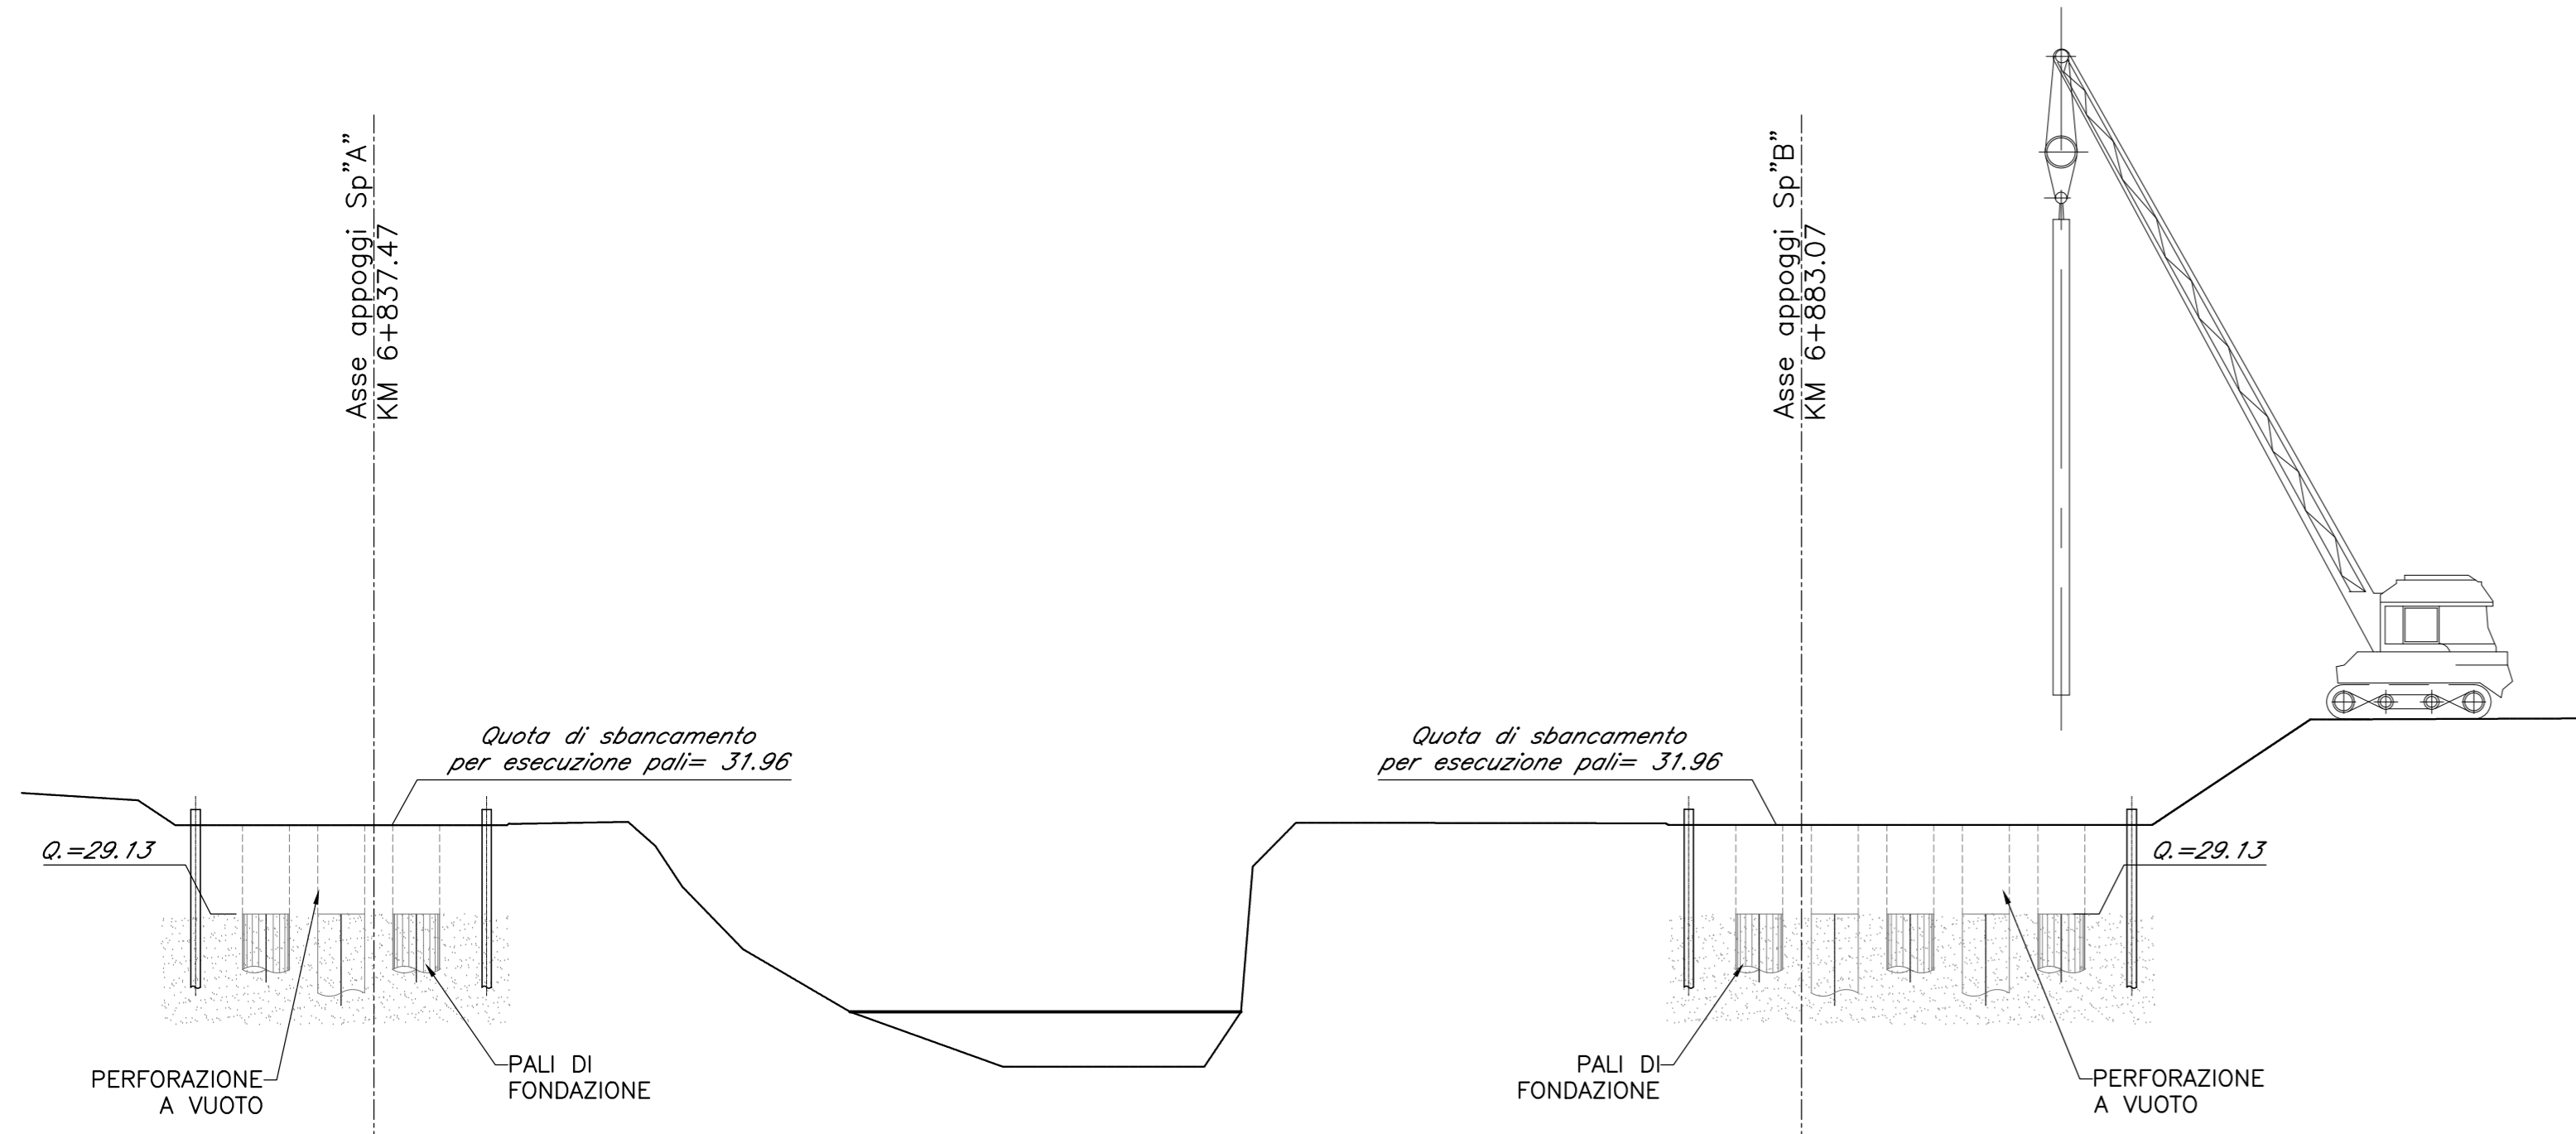 Asse appoggi Sp"A"
KM 6+837.47
Asse appoggi Sp"B"
KM 6+883.07
Quota di sbancamento
per esecuzione pali= 31.96
Quota di sbancamento
per esecuzione pali= 31.96
Q.=29.13
Q.=29.13
PERFORAZIONE
A VUOTO
PALI DI
FONDAZIONE
PALI DI
FONDAZIONE
PERFORAZIONE
A VUOTO